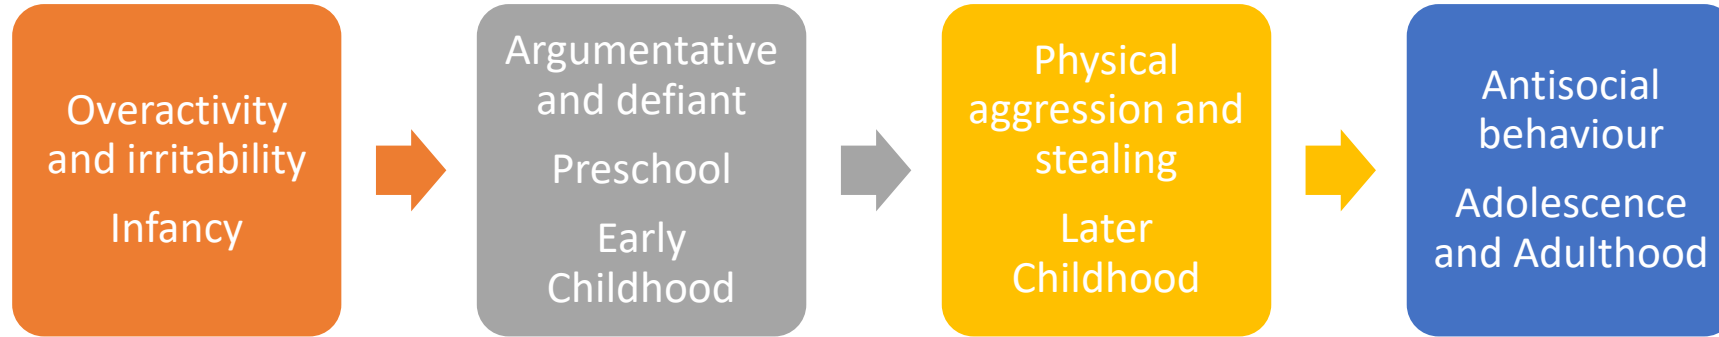 Overactivity
and irritability
Infancy
Argumentative
and defiant
Preschool
Early
Childhood
Physical
aggression and
stealing
Later
Childhood
Antisocial
behaviour
Adolescence
and Adulthood